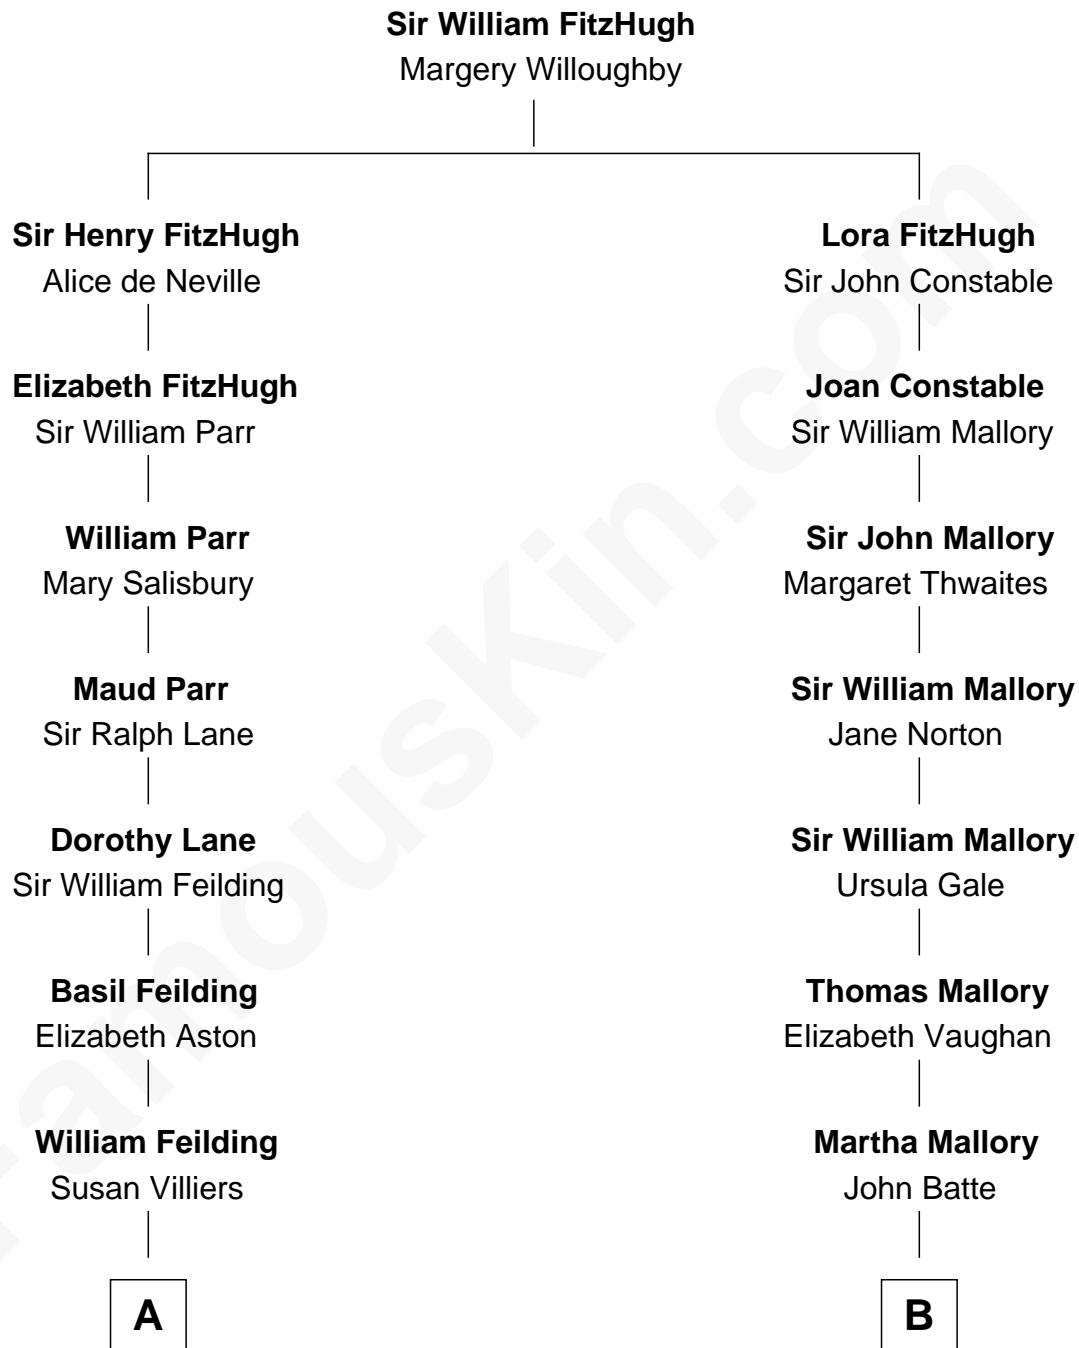 Sir William FitzHugh
Margery Willoughby
Sir Henry FitzHugh
Alice de Neville
Lora FitzHugh
Sir John Constable
Elizabeth FitzHugh
Sir William Parr
Joan Constable
Sir William Mallory
William Parr
Mary Salisbury
Sir John Mallory
Margaret Thwaites
Maud Parr
Sir Ralph Lane
Sir William Mallory
Jane Norton
Dorothy Lane
Sir William Feilding
Sir William Mallory
Ursula Gale
Basil Feilding
Elizabeth Aston
Thomas Mallory
Elizabeth Vaughan
William Feilding
Susan Villiers
Martha Mallory
John Batte
A
B
FamousKin.com